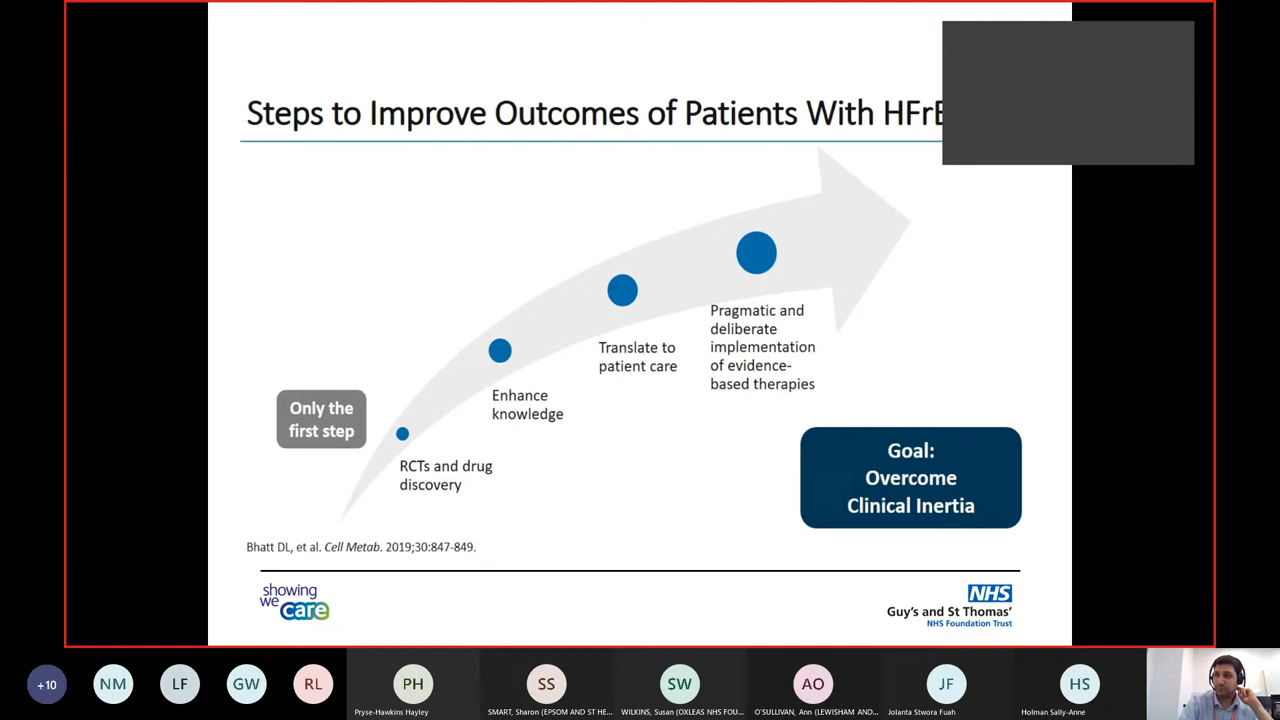 Steps to Improve Outcomes of Patients With HFrE
Pragmatic and
deliberate
implementation
of evidence-
based therapies
Translate to
patient care
Enhance
knowledge
Only the
first step
RCTs and drug
discovery
Goal:
Overcome
Clinical Inertia
Bhatt DL, et al. Cell Metab. 2019;30:847-849.
showing
we care
NHS
Guy's and St Thomas'
NHS Foundation Trust
+10
NM
LF
GW
RL
PH
SS
SW
AO
JF
HS
Pryse-Hawkins Hayley
SMART, Sharon (EPSOM AND ST HE...
WILKINS, Susan (OXLEAS NHS FOU...
O'SULLIVAN, Ann (LEWISHAM AND...
Jolanta Stwora Fuah
Holman Sally-Anne